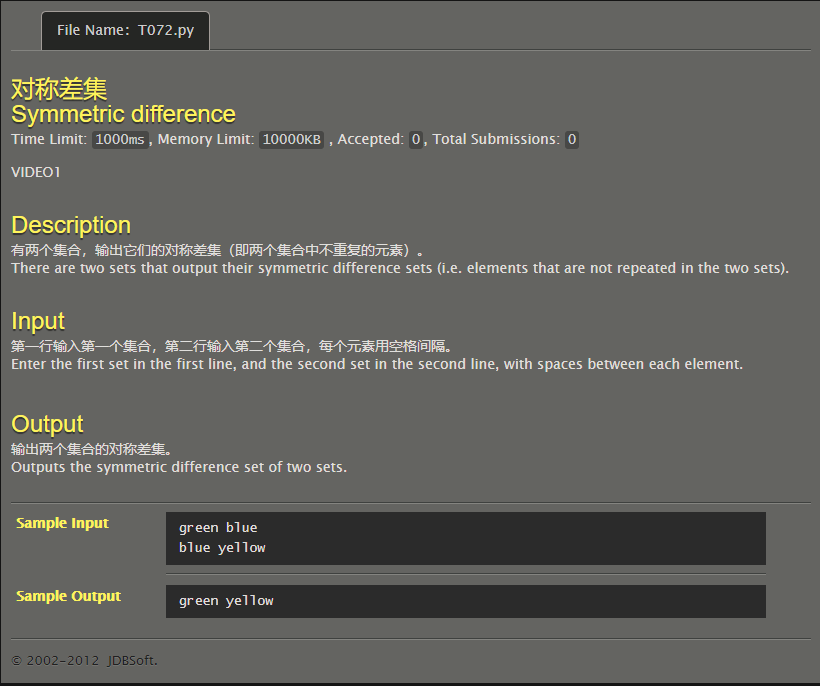 File Name: T072.py
对称差集
Symmetric difference
Time Limit: 1000ms, Memory Limit: 10000KB , Accepted: 0, Total Submissions: 0
VIDEO1
Description
有两个集合，输出它们的对称差集（即两个集合中不重复的元素）。
There are two sets that output their symmetric difference sets (i.e. elements that are not repeated in the two sets).
Input
第一行输入第一个集合，第二行输入第二个集合，每个元素用空格间隔。
Enter the first set in the first line, and the second set in the second line, with spaces between each element.
Output
输出两个集合的对称差集。
Outputs the symmetric difference set of two sets.
Sample Input
green blue
blue yellow
Sample Output
green yellow
© 2002-2012 JDBSoft.